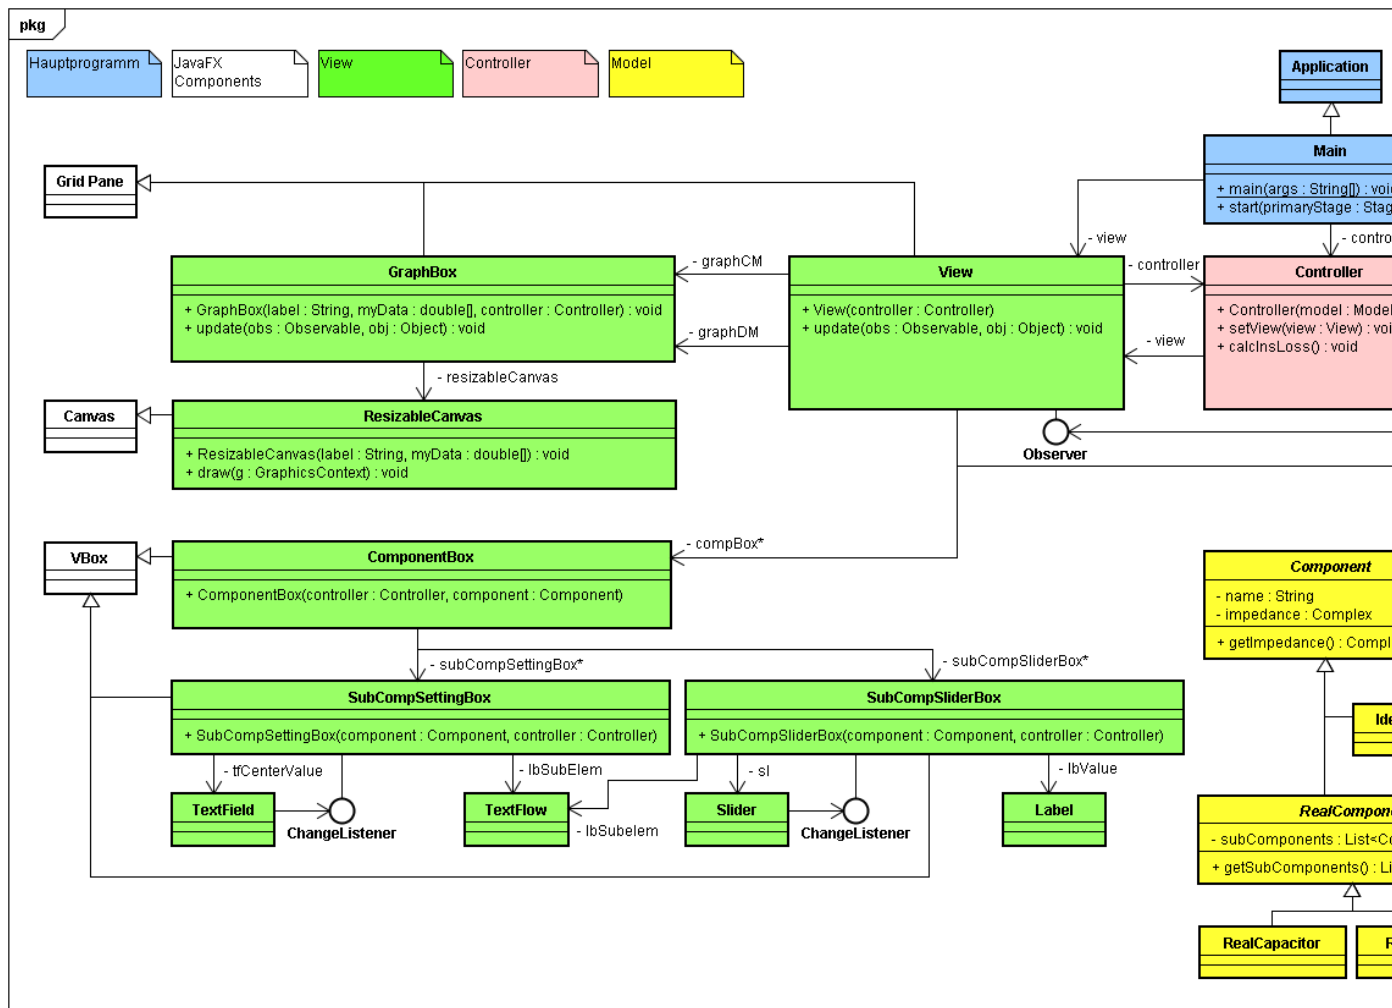 pkg
Hauptprogramm
JavaFX
Components
View
Controller
Model
Application
Main
+ main(args : String[]) : voi
+ start(primaryStage : Stag
Grid Pane
- view
- contro
GraphBox
+ GraphBox(label : String, myData : double[], controller : Controller) : void
+ update(obs : Observable, obj : Object) : void
- graphCM
- graphDM
View
+ View(controller : Controller)
+ update(obs : Observable, obj : Object) : void
- controller
- view
Controller
+ Controller(model : Model
+ setView(view : View) : voi
+ calcInsLoss() : void
- resizableCanvas
Canvas
ResizableCanvas
+ ResizableCanvas(label : String, myData : double[]) : void
+ draw(g : GraphicsContext) : void
Observer
VBox
ComponentBox
+ ComponentBox(controller : Controller, component : Component)
- compBox*
Component
- name : String
- impedance : Complex
+ getImpedance() : Compl
- subCompSettingBox*
- subCompSliderBox*
SubCompSettingBox
+ SubCompSettingBox(component : Component, controller : Controller)
SubCompSliderBox
+ SubCompSliderBox(component : Component, controller : Controller)
Ide
- tfCenterValue
- lbSubElem
- sl
- lbValue
TextField
ChangeListener
TextFlow
- lbSubelem
Slider
ChangeListener
Label
RealCompon
- subComponents : List<Co
+ getSubComponents() : Li
RealCapacitor
R